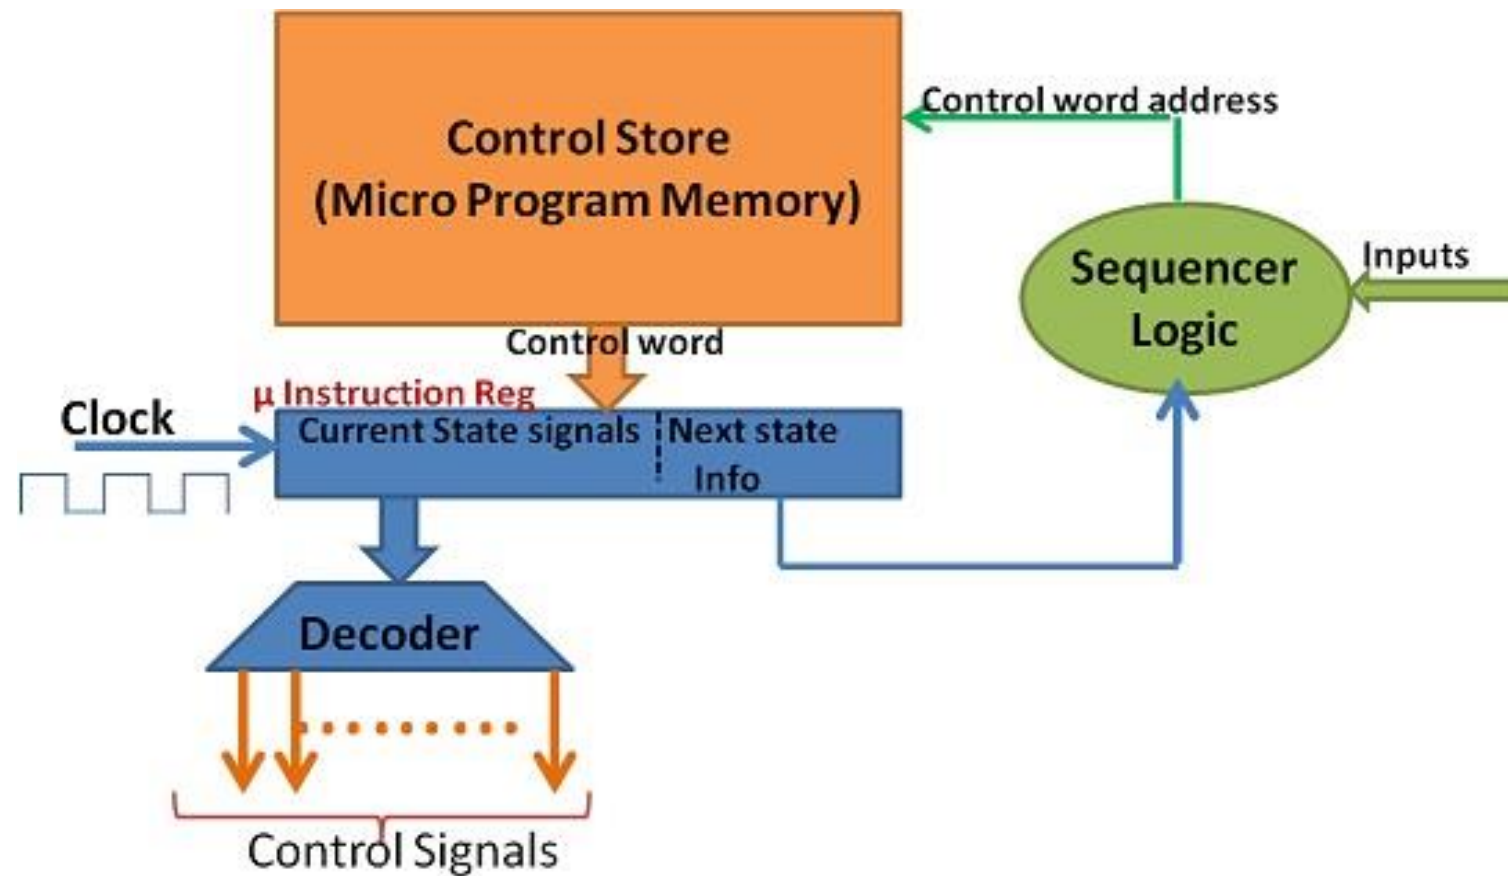 Control Store
(Micro Program Memory)
Control word address
Sequencer
Logic
Inputs
Control word
μ Instruction Reg
Clock
Current State signals
Next state
Info
Decoder
Control Signals